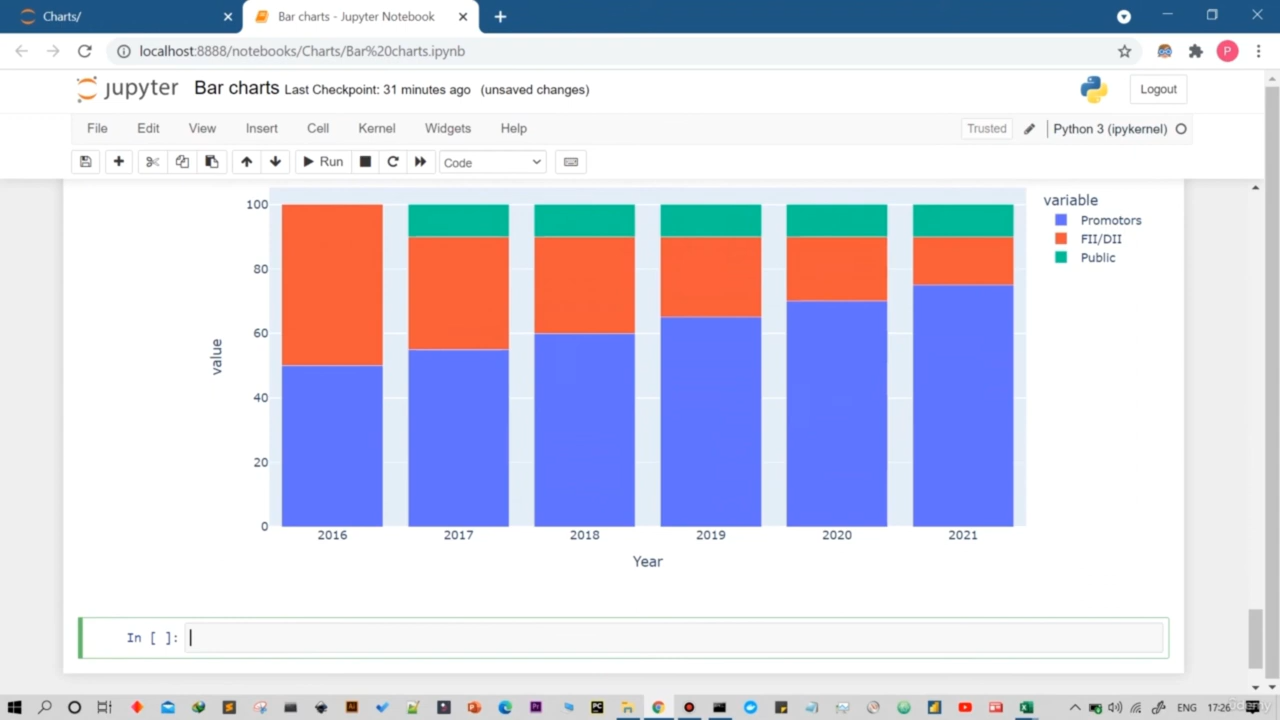 Charts/
Bar charts - Jupyter Notebook
localhost:8888/notebooks/Charts/Bar%20charts.ipynb
P
jupyter Bar charts Last Checkpoint: 31 minutes ago (unsaved changes)
Logout
File Edit View Insert Cell Kernel Widgets Help
Trusted
Python 3 (ipykernel)
Run
Code
variable
Promotors
FII/DII
Public
100
80
60
40
20
0
value
2016 2017 2018 2019 2020 2021
Year
In [ ]:
ENG 17:26